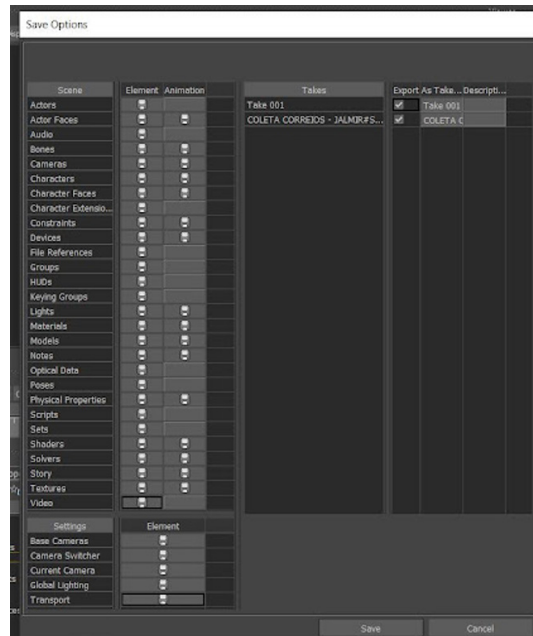 Save Options
Scene Element Animation
Actors
Actor Faces
Audio
Bones
Cameras
Characters
Character Faces
Character Extensio...
Constraints
Devices
File References
Groups
HUDs
Keying Groups
Lights
Materials
Models
Notes
Optical Data
Poses
Physical Properties
Scripts
Sets
Shaders
Solvers
Story
Textures
Video
Settings Element
Base Cameras
Camera Switcher
Current Camera
Global Lighting
Transport
Takes Export As Take... Descripti...
Take 001 Take 001
COLETA CORREIOS - JALMIR#S... COLETA C
Save Cancel